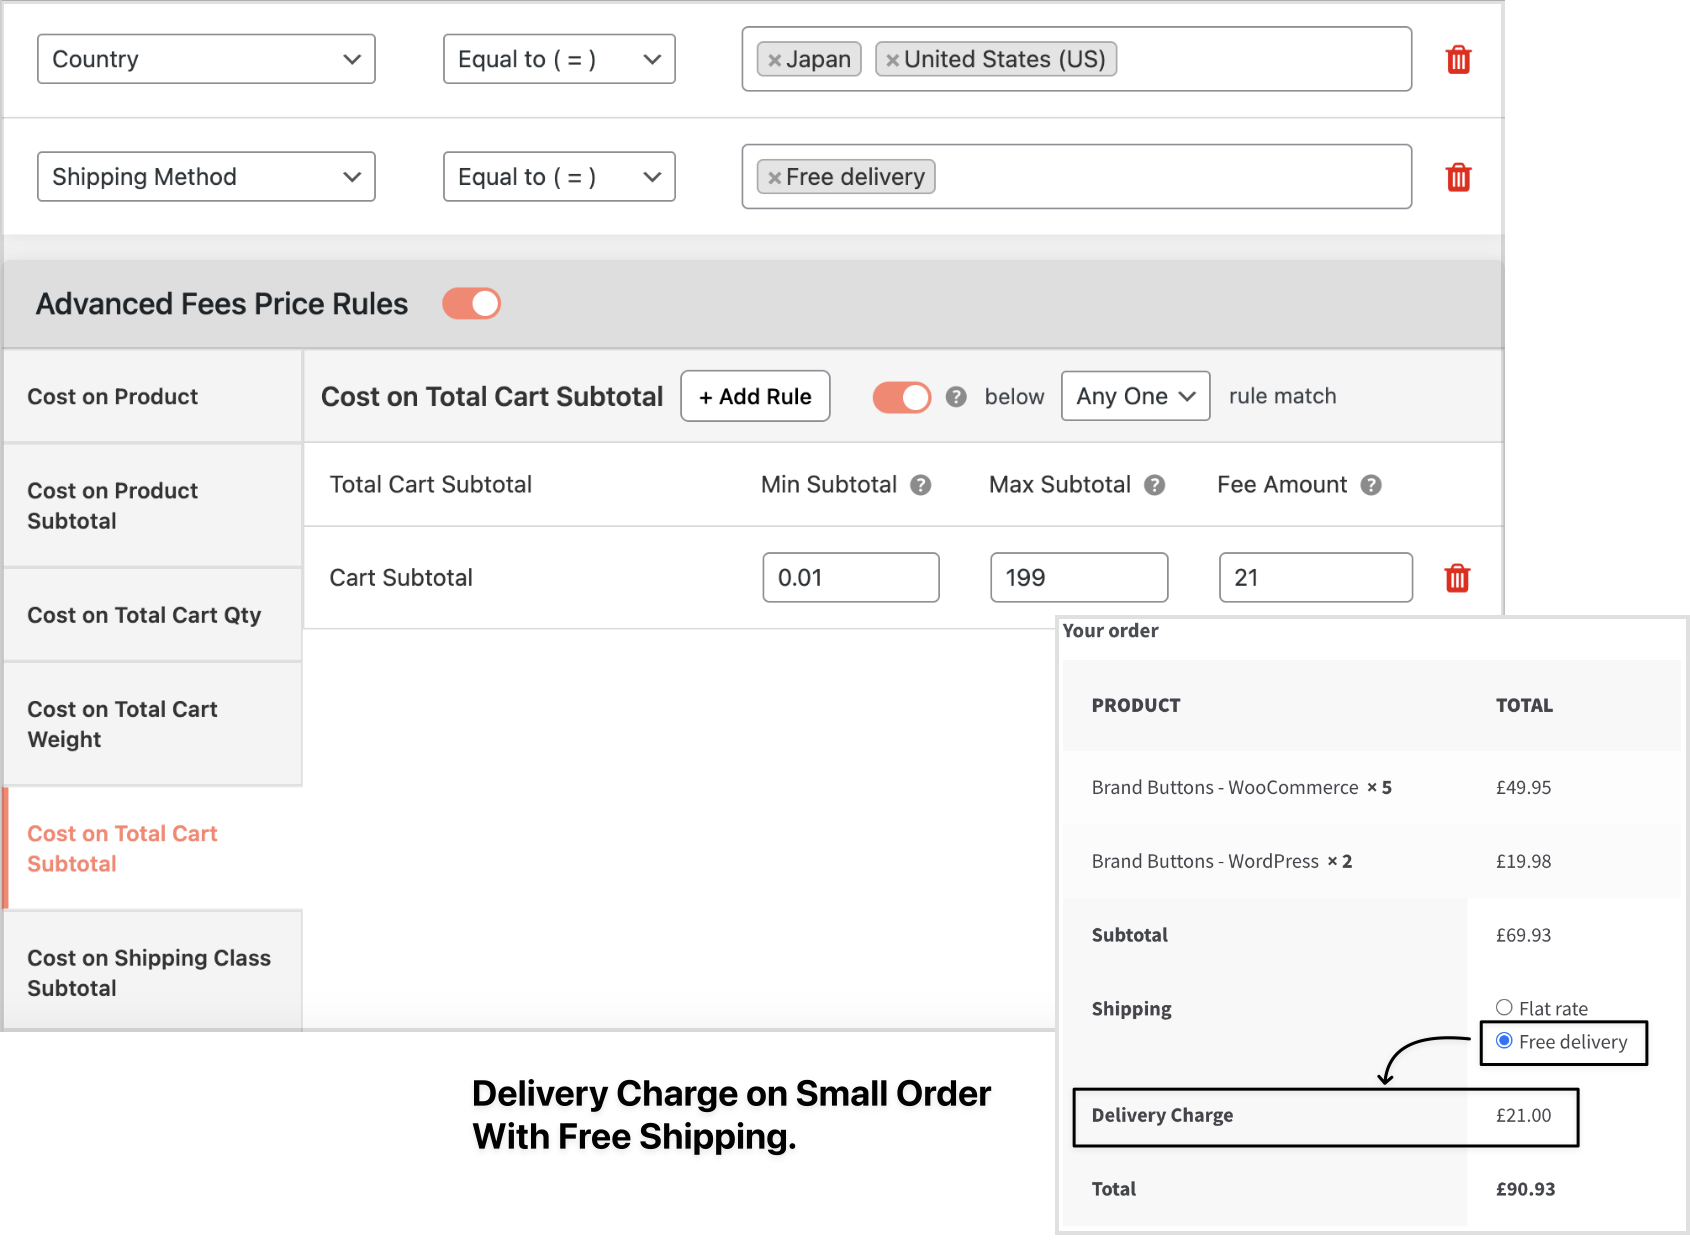 Country Equal to ( = ) ×Japan ×United States (US)
Shipping Method Equal to ( = ) ×Free delivery
Advanced Fees Price Rules
Cost on Product
Cost on Product
Subtotal
Cost on Total Cart Qty
Cost on Total Cart
Weight
Cost on Total Cart
Subtotal
Cost on Shipping Class
Subtotal
Cost on Total Cart Subtotal + Add Rule ? below Any One rule match
Total Cart Subtotal Min Subtotal ? Max Subtotal ? Fee Amount ?
Cart Subtotal 0.01 199 21
Your order
PRODUCT TOTAL
Brand Buttons - WooCommerce × 5 £49.95
Brand Buttons - WordPress × 2 £19.98
Subtotal £69.93
Shipping Flat rate
Free delivery
Delivery Charge £21.00
Total £90.93
Delivery Charge on Small Order
With Free Shipping.